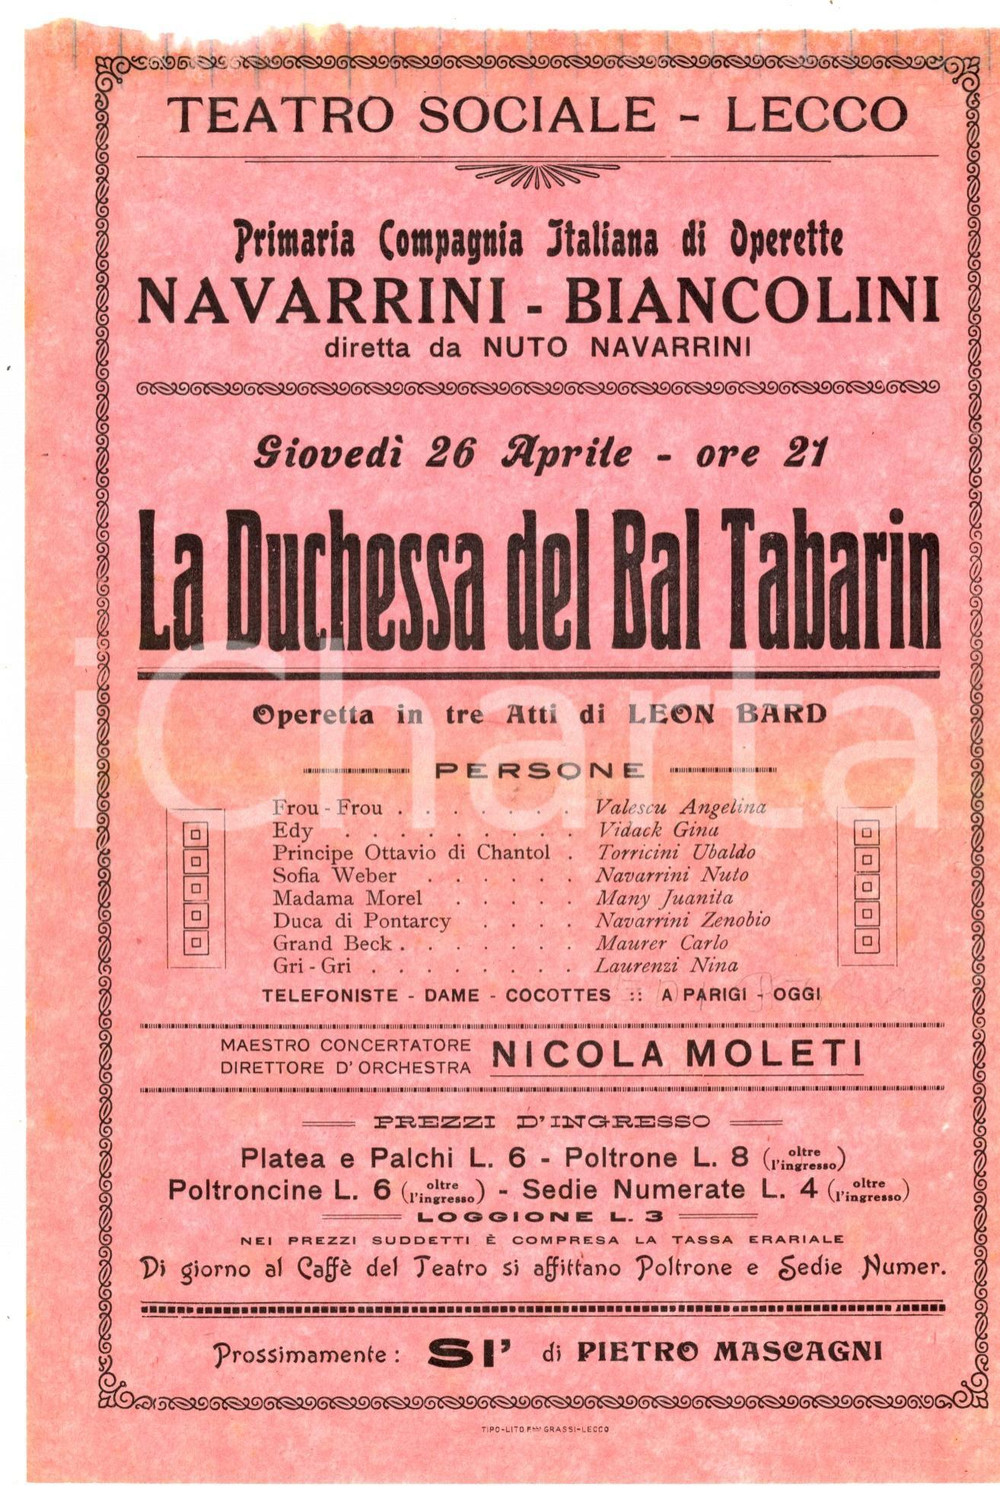 TEATRO SOCIALE - LECCO
Primaria Compagnia Italiana di Operette
NAVARRINI - BIANCOLINI
diretta da NUTO NAVARRINI
Giovedì 26 Aprile - ore 21
La Duchessa del Bal Tabarin
Operetta in tre Atti di LEON BARD
PERSONE
Frou - Frou . . . . . . . Valescu Angelina
Edy . . . . . . . . . Vidack Gina
Principe Ottavio di Chantol . Torricini Ubaldo
Sofia Weber . . . . . . Navarrini Nuto
Madama Morel . . . . . Many Juanita
Duca di Pontarcy . . . . Navarrini Zenobio
Grand Beck . . . . . . . Maurer Carlo
Gri - Gri . . . . . . . . Laurenzi Nina
TELEFONISTE - DAME - COCOTTES :: A PARIGI - OGGI
MAESTRO CONCERTATORE
DIRETTORE D'ORCHESTRA NICOLA MOLETI
PREZZI D'INGRESSO
Platea e Palchi L. 6 - Poltrone L. 8 (oltre l'ingresso)
Poltroncine L. 6 (oltre l'ingresso) - Sedie Numerate L. 4 (oltre l'ingresso)
LOGGIONE L. 3
NEI PREZZI SUDDETTI È COMPRESA LA TASSA ERARIALE
Di giorno al Caffè del Teatro si affittano Poltrone e Sedie Numer.
Prossimamente: SI' di PIETRO MASCAGNI
TIPO-LITO F.lli GRASSI-LECCO
iCharta